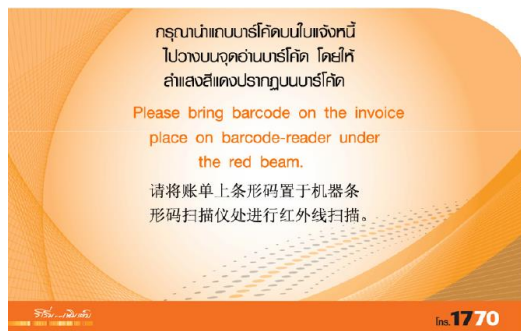 กรุณานำแถบบาร์โค้ดบนใบแจ้งหนี้
ไปวางบนจุดอ่านบาร์โค้ด โดยให้
ลำแสงสีแดงปรากฏบนบาร์โค้ด
Please bring barcode on the invoice
place on barcode-reader under
the red beam.
请将账单上条形码置于机器条
形码扫描仪处进行红外线扫描。
โทร.1770